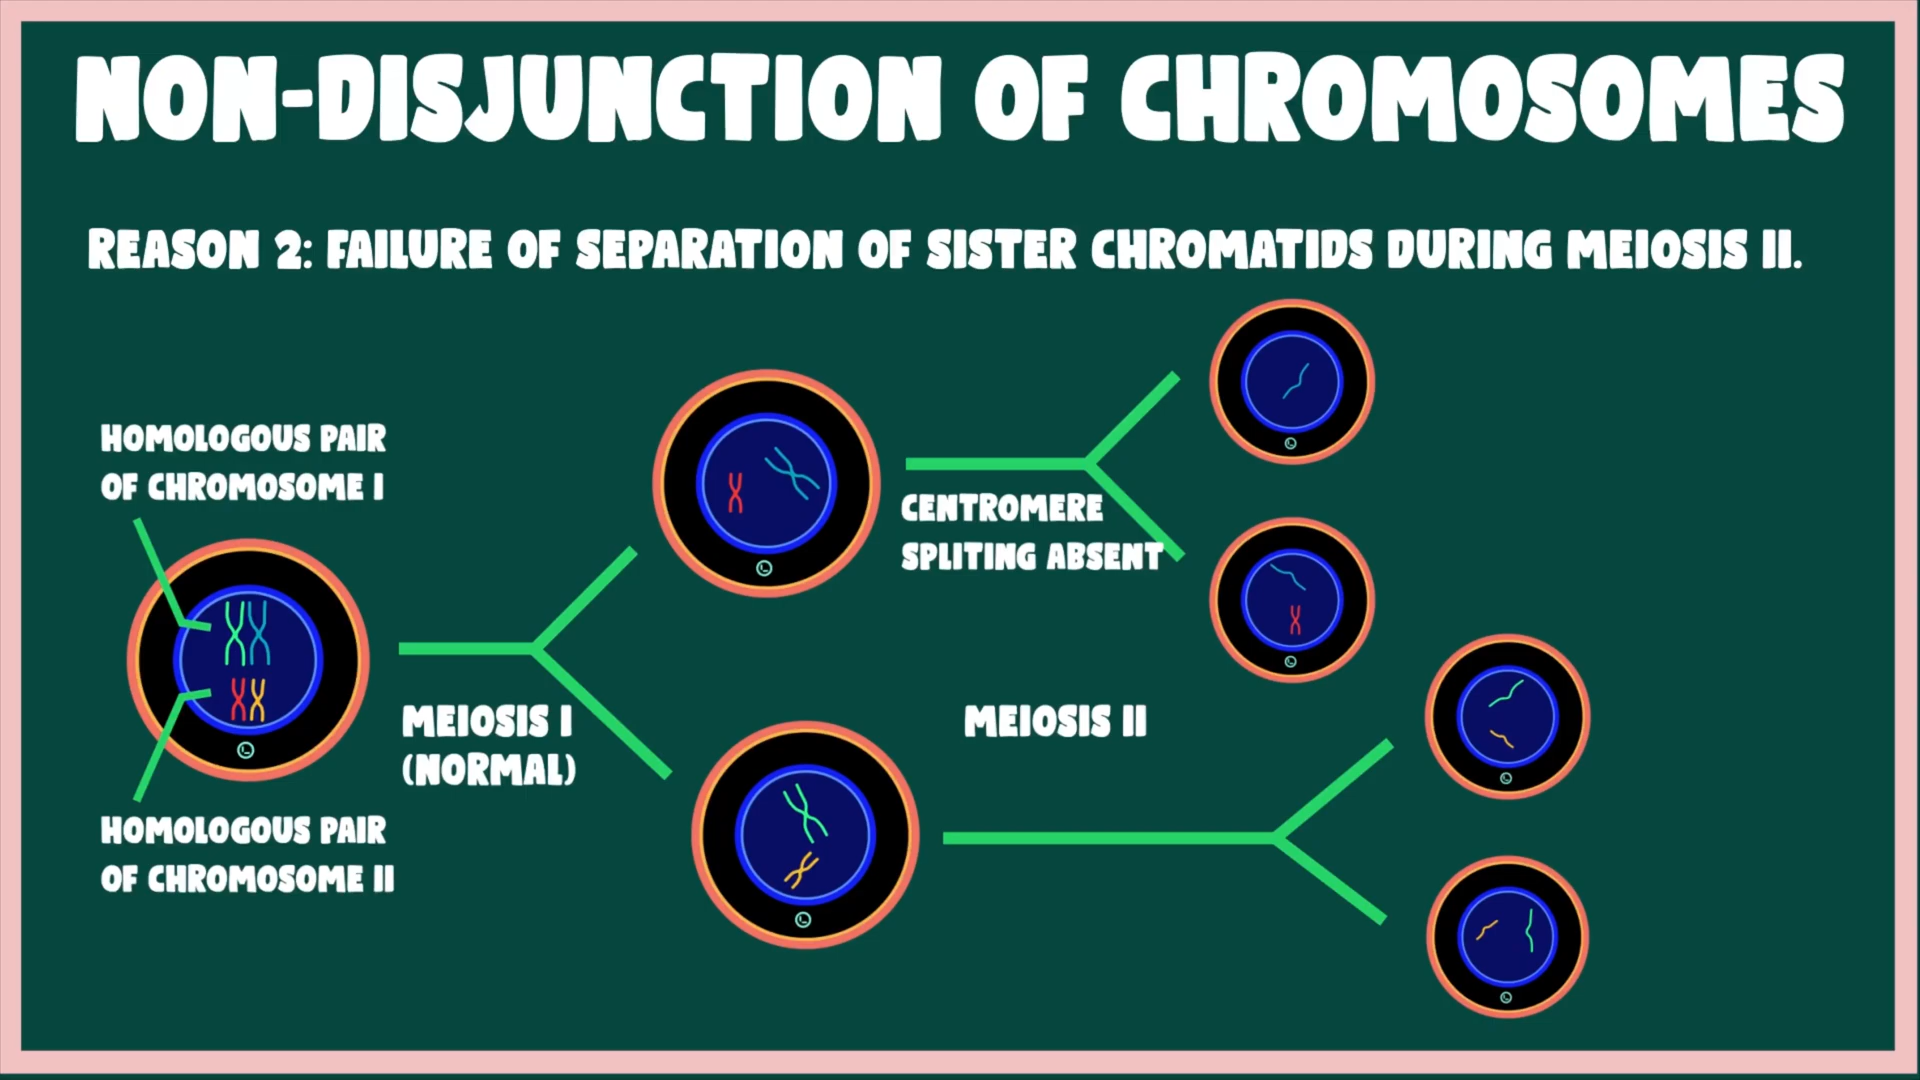 NON-DISJUNCTION OF CHROMOSOMES
REASON 2: FAILURE OF SEPARATION OF SISTER CHROMATIDS DURING MEIOSIS II.
HOMOLOGOUS PAIR
OF CHROMOSOME I
CENTROMERE
SPLITING ABSENT
MEIOSIS I
(NORMAL)
MEIOSIS II
HOMOLOGOUS PAIR
OF CHROMOSOME II